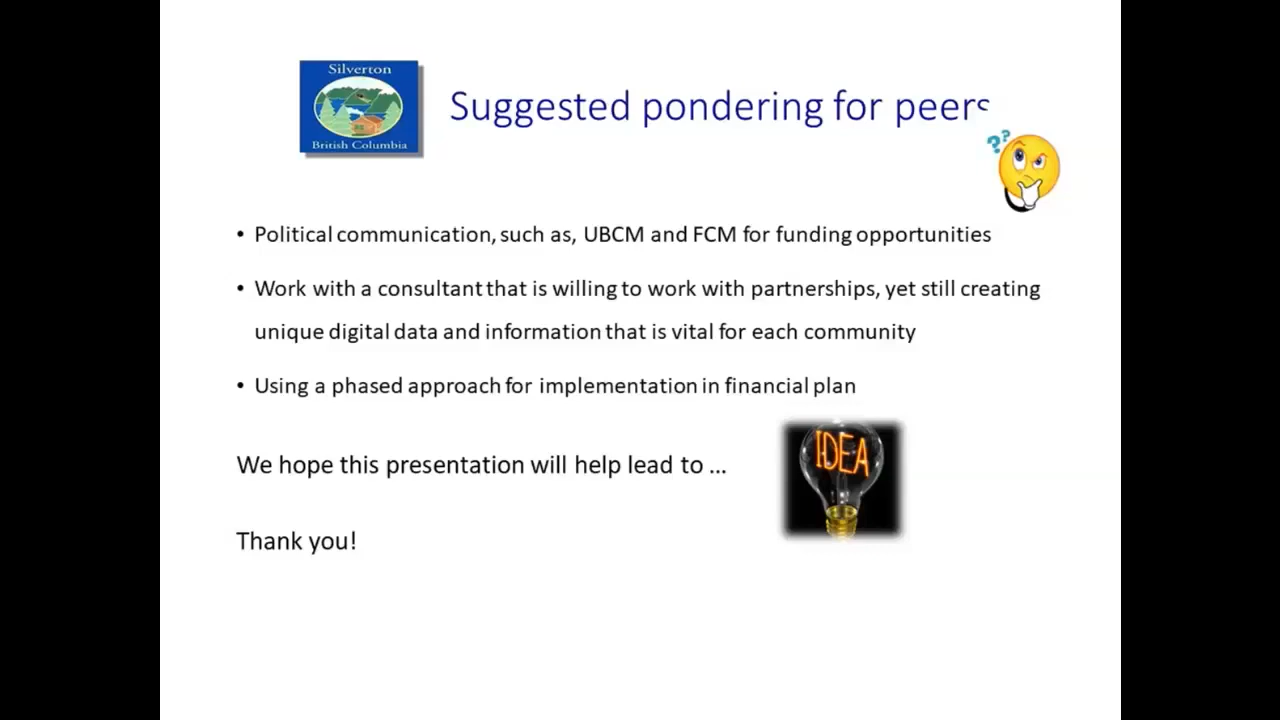 Silverton
British Columbia
Suggested pondering for peers
??
• Political communication, such as, UBCM and FCM for funding opportunities
• Work with a consultant that is willing to work with partnerships, yet still creating
unique digital data and information that is vital for each community
• Using a phased approach for implementation in financial plan
IDEA
We hope this presentation will help lead to ...
Thank you!